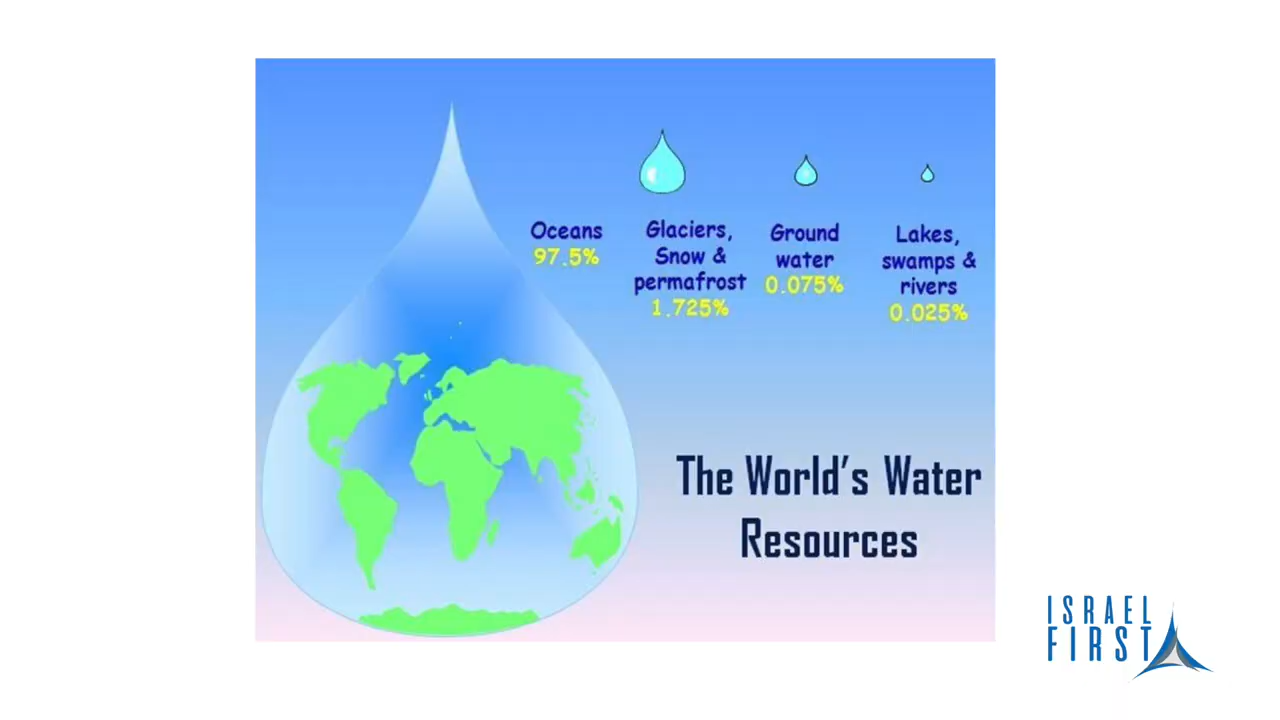 Oceans
97.5%
Glaciers,
Snow &
permafrost
1.725%
Ground
water
0.075%
Lakes,
swamps &
rivers
0.025%
The World's Water
Resources
ISRAEL
FIRST